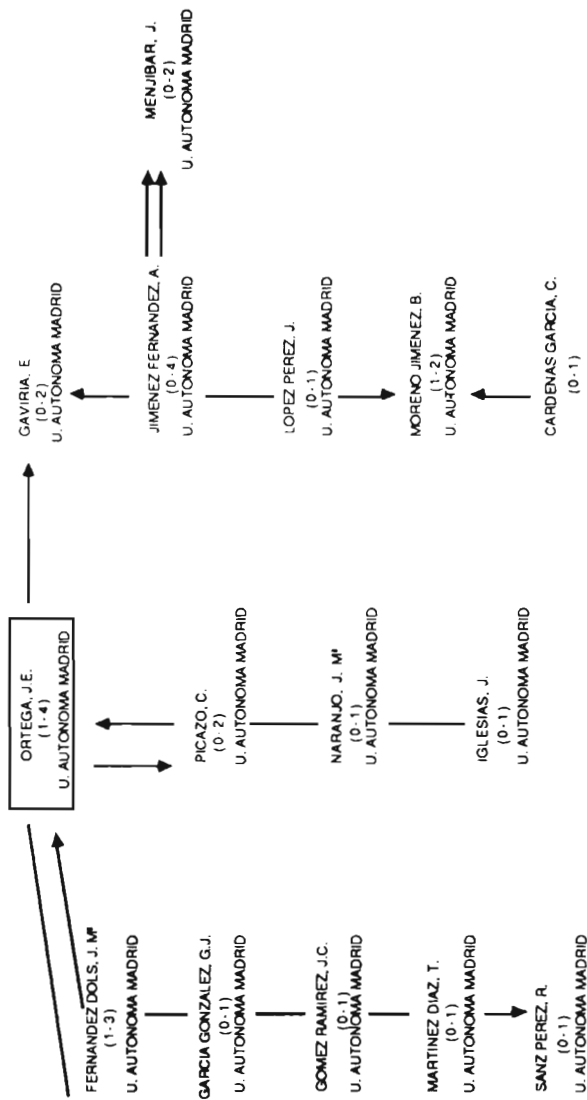 ORTEGA, J.E.
(1-4)
U. AUTONOMA MADRID
FERNANDEZ DOLS, J. Mª
(1-3)
U. AUTONOMA MADRID
GARCIA GONZALEZ, G.J.
(0-1)
U. AUTONOMA MADRID
GOMEZ RAMIREZ, J.C.
(0-1)
U. AUTONOMA MADRID
MARTINEZ DIAZ, T.
(0-1)
U. AUTONOMA MADRID
SANZ PEREZ, R.
(0-1)
U. AUTONOMA MADRID
PICAZO, C.
(0-2)
U. AUTONOMA MADRID
NARANJO, J. Mª
(0-1)
U. AUTONOMA MADRID
IGLESIAS, J.
(0-1)
U. AUTONOMA MADRID
GAVIRIA, E
(0-2)
U. AUTONOMA MADRID
JIMENEZ FERNANDEZ, A.
(0-4)
U. AUTONOMA MADRID
LOPEZ PEREZ, J.
(0-1)
U. AUTONOMA MADRID
MORENO JIMENEZ, B.
(1-2)
U. AUTONOMA MADRID
CARDENAS GARCIA, C.
(0-1)
MENJIBAR, J.
(0-2)
U. AUTONOMA MADRID